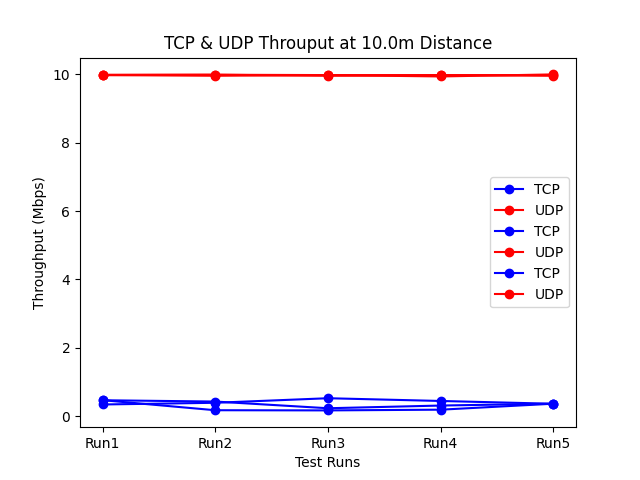 TCP & UDP Throuput at 10.0m Distance
Throughput (Mbps)
10
8
6
4
2
0
TCP
UDP
TCP
UDP
TCP
UDP
Run1 Run2 Run3 Run4 Run5
Test Runs